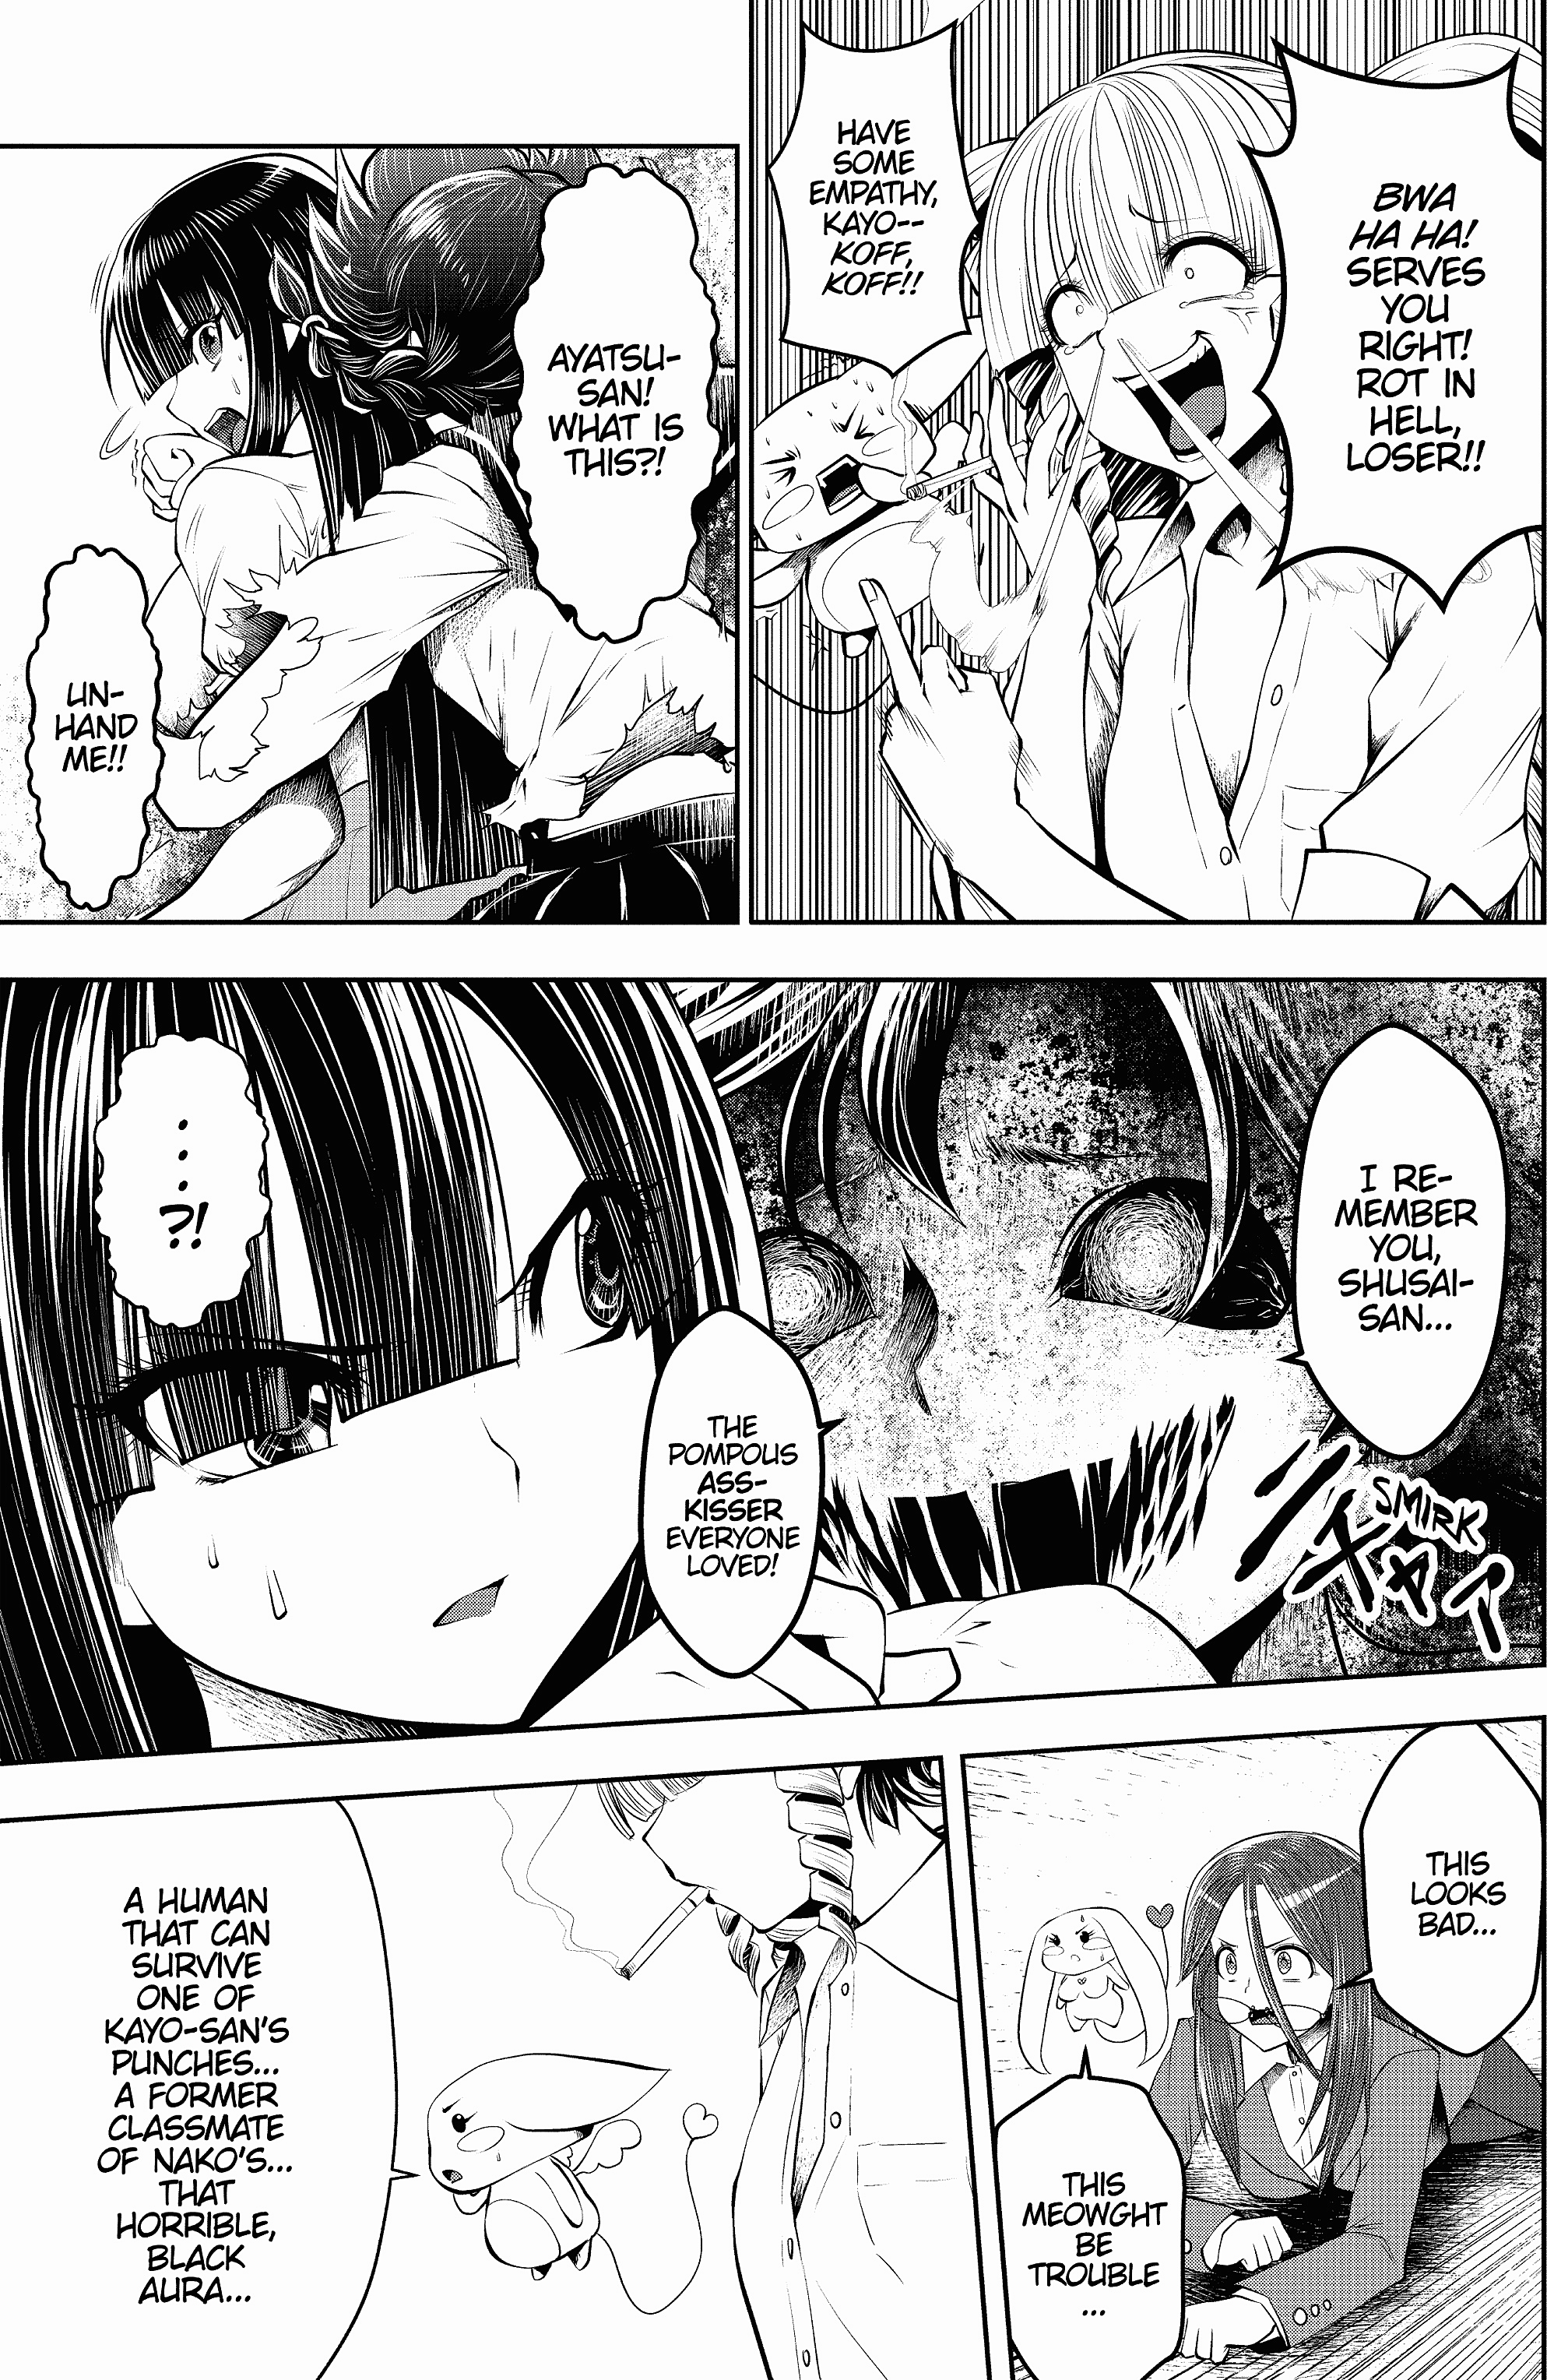 BWA
HA HA!
SERVES
YOU
RIGHT!
ROT IN
HELL,
LOSER!!
HAVE
SOME
EMPATHY,
KAYO--
KOFF,
KOFF!!
AYATSU-
SAN!
WHAT IS
THIS?!
UN-
HAND
ME!!
I RE-
MEMBER
YOU,
SHUSAI-
SAN...
SMIRK
ニャイ
THE
POMPOUS
ASS-
KISSER
EVERYONE
LOVED!
...
?!
THIS
LOOKS
BAD...
THIS
MEOWGHT
BE
TROUBLE
...
A HUMAN
THAT CAN
SURVIVE
ONE OF
KAYO-SAN'S
PUNCHES...
A FORMER
CLASSMATE
OF NAKO'S...
THAT
HORRIBLE,
BLACK
AURA...